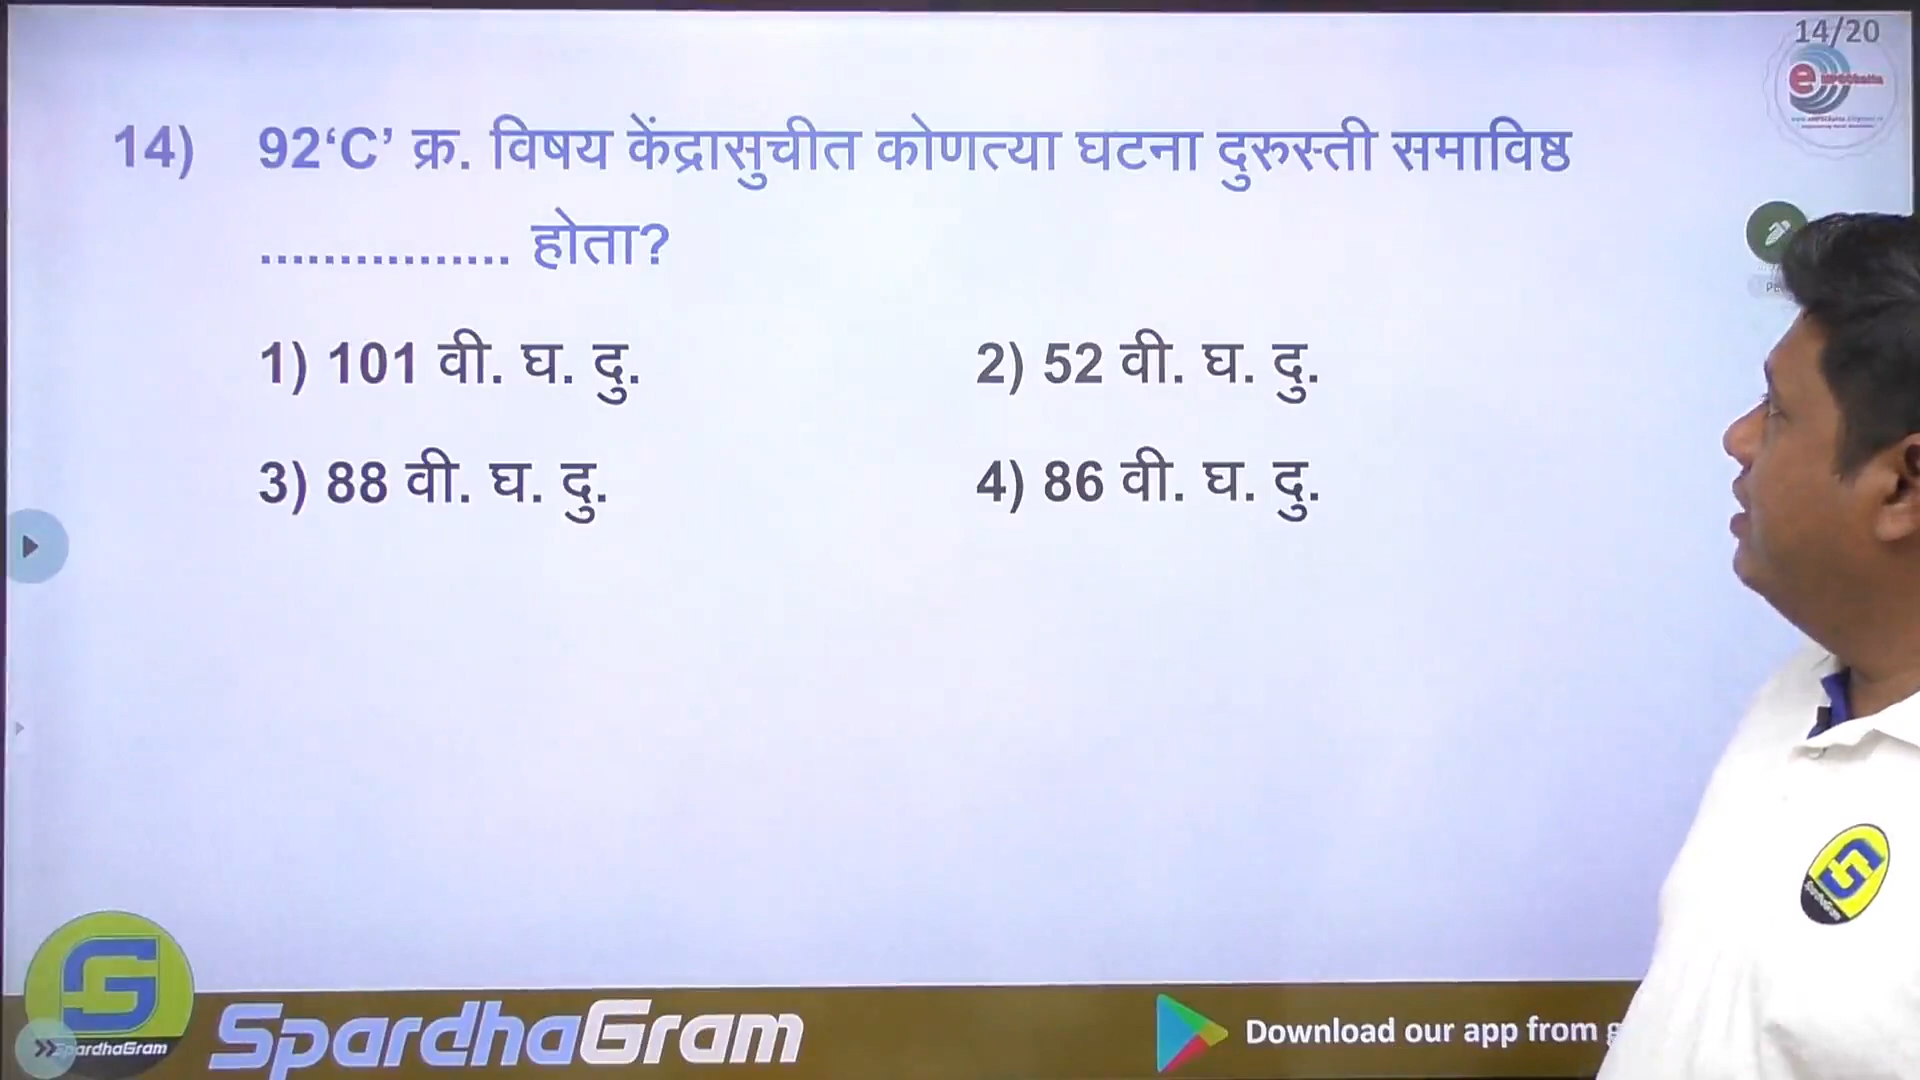 14/20
14) 92‘C’ क्र. विषय केंद्रासुचीत कोणत्या घटना दुरुस्ती समाविष्ठ
................ होता?
1) 101 वी. घ. दु.
2) 52 वी. घ. दु.
3) 88 वी. घ. दु.
4) 86 वी. घ. दु.
SpardhaGram
SpardhaGram
Download our app from
SpardhaGram